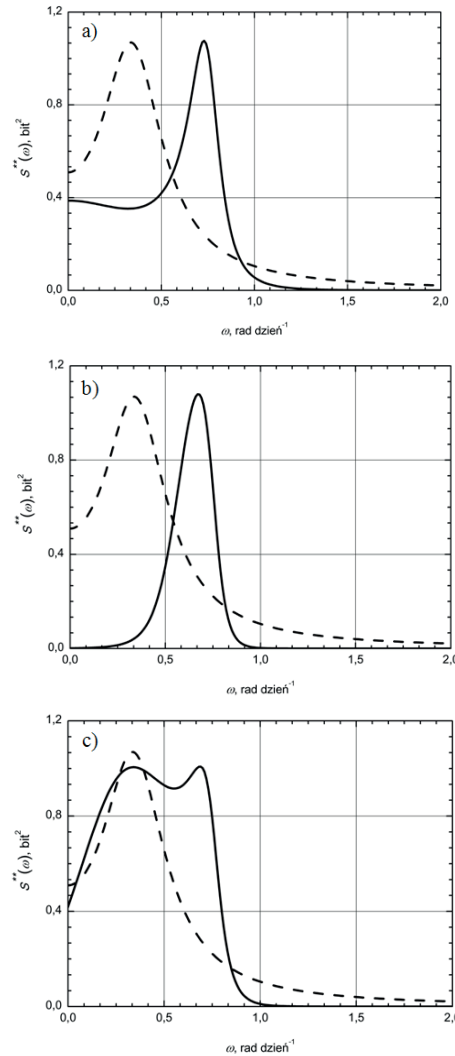 a)
1,2
0,8
0,4
0,0
S**(ω), bit²
0,0 0,5 1,0 1,5 2,0
ω, rad dzień⁻¹
b)
1,2
0,8
0,4
0,0
S**(ω), bit²
0,0 0,5 1,0 1,5 2,0
ω, rad dzień⁻¹
c)
1,2
0,8
0,4
0,0
S**(ω), bit²
0,0 0,5 1,0 1,5 2,0
ω, rad dzień⁻¹